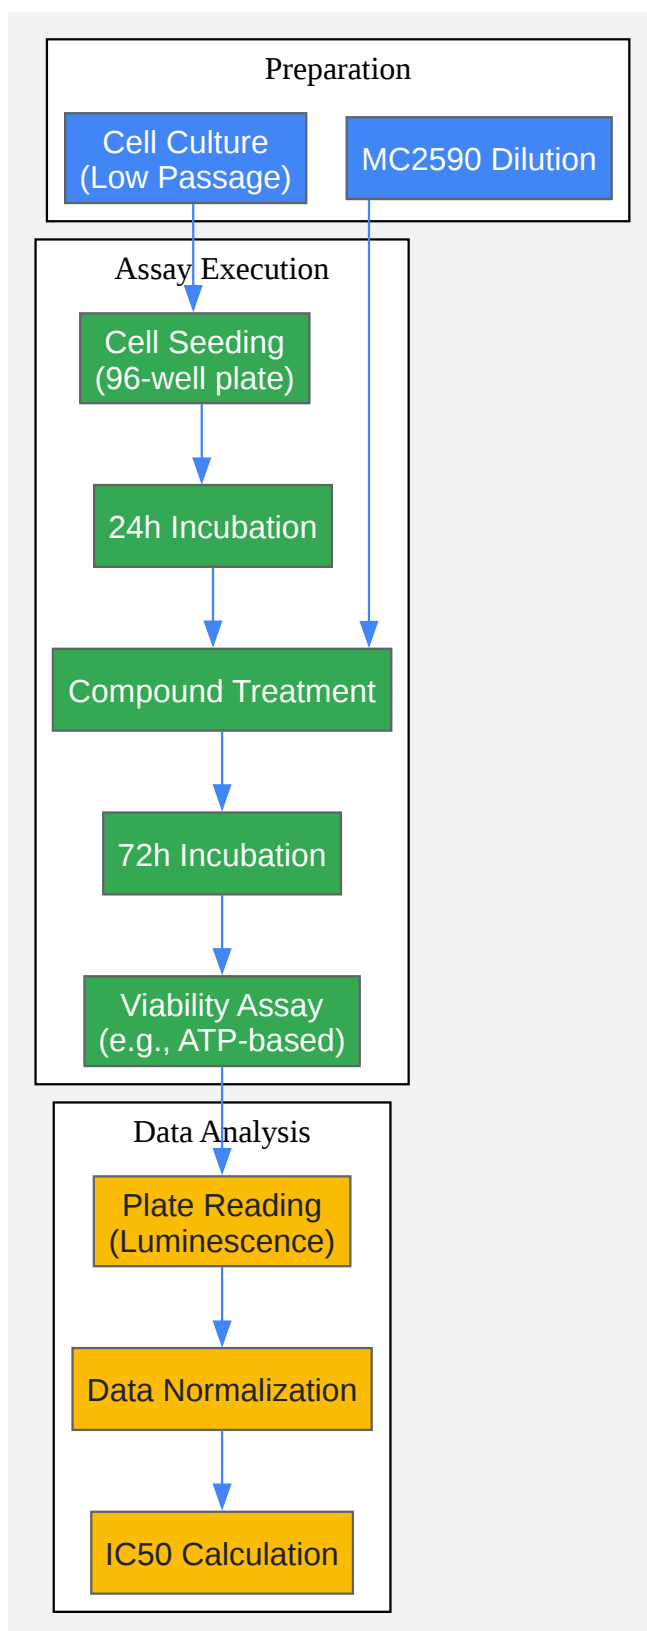 Preparation
Cell Culture
(Low Passage)
MC2590 Dilution
Assay Execution
Cell Seeding
(96-well plate)
24h Incubation
Compound Treatment
72h Incubation
Viability Assay
(e.g., ATP-based)
Data Analysis
Plate Reading
(Luminescence)
Data Normalization
IC50 Calculation